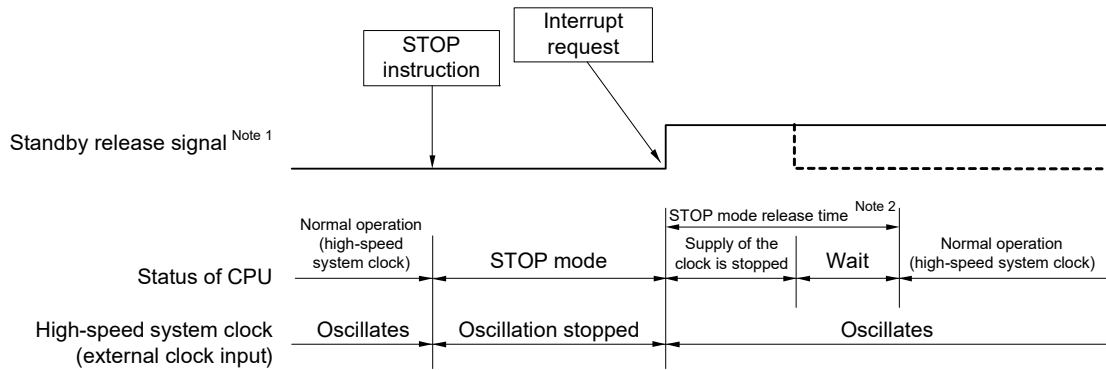 Interrupt
request
STOP
instruction
Standby release signal Note 1
STOP mode release time Note 2
Normal operation
(high-speed
system clock)
Supply of the
clock is stopped
Normal operation
(high-speed system clock)
Status of CPU
STOP mode
Wait
High-speed system clock
(external clock input)
Oscillates
Oscillation stopped
Oscillates